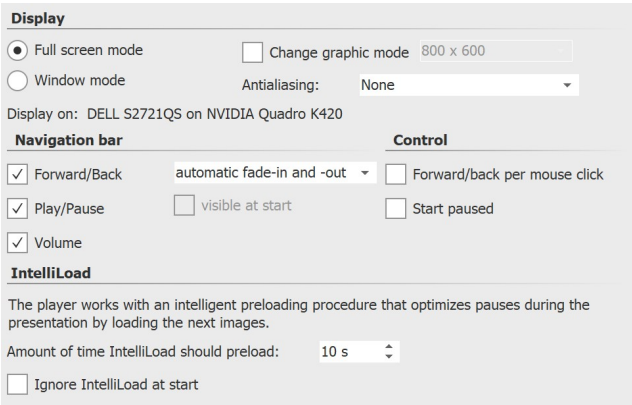 Display
Full screen mode
Change graphic mode 800 x 600
Window mode
Antialiasing: None
Display on: DELL S2721QS on NVIDIA Quadro K420
Navigation bar
Control
Forward/Back
automatic fade-in and -out
Forward/back per mouse click
Play/Pause
visible at start
Start paused
Volume
IntelliLoad
The player works with an intelligent preloading procedure that optimizes pauses during the
presentation by loading the next images.
Amount of time IntelliLoad should preload: 10 s
Ignore IntelliLoad at start